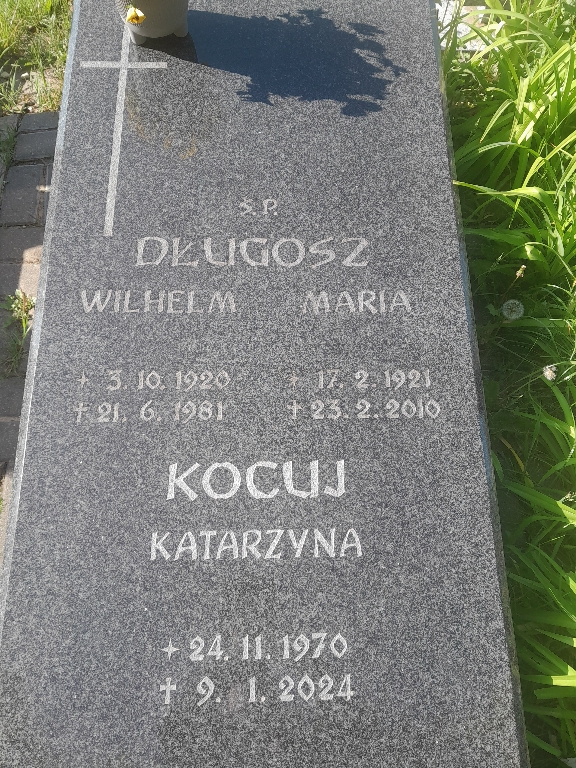 Ś.P.
DŁUGOSZ
WILHELM MARIA
+ 3. 10. 1920 + 17. 2. 1921
† 21. 6. 1981 † 23. 2. 2010
KOCUJ
KATARZYNA
+ 24. 11. 1970
† 9. 1. 2024